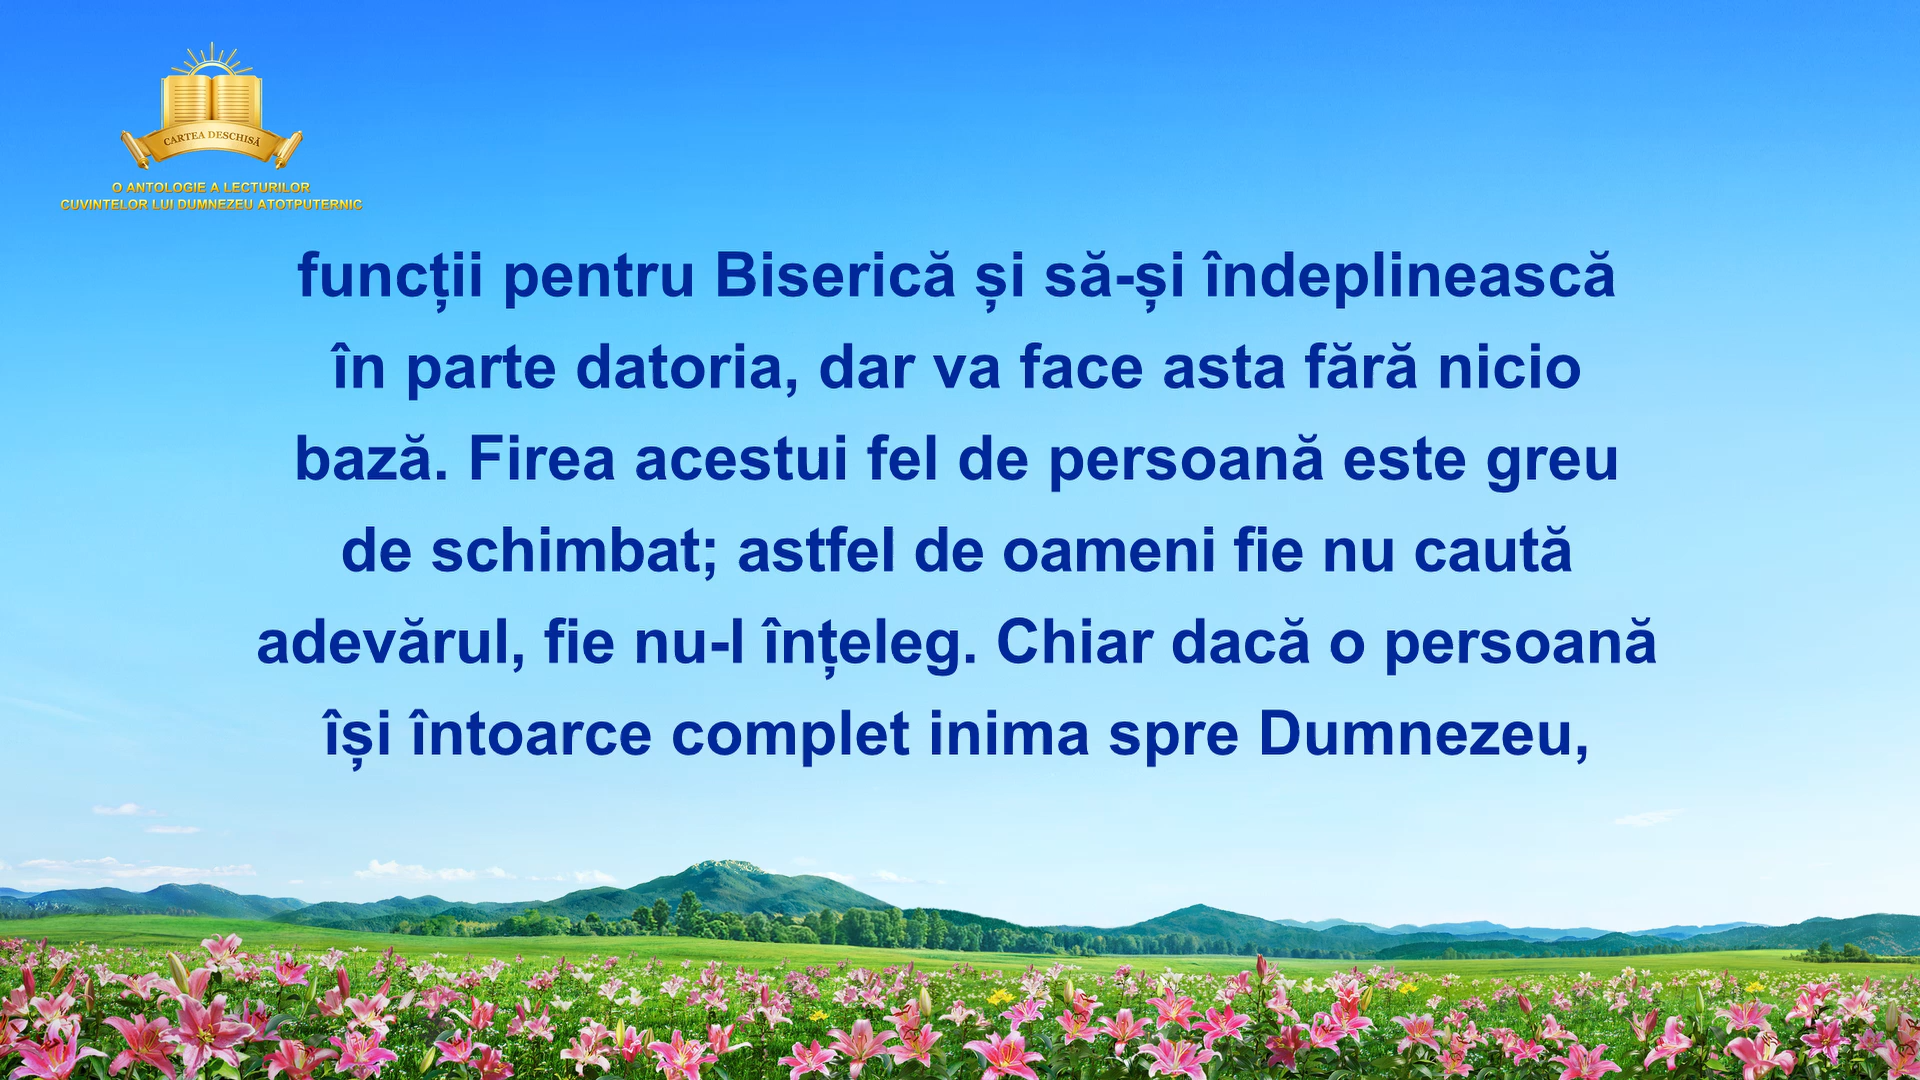 CARTEA DESCHISĂ
O ANTOLOGIE A LECTURILOR
CUVINTELOR LUI DUMNEZEU ATOTPUTERNIC
funcții pentru Biserică și să-și îndeplinească
în parte datoria, dar va face asta fără nicio
bază. Firea acestui fel de persoană este greu
de schimbat; astfel de oameni fie nu caută
adevărul, fie nu-l înțeleg. Chiar dacă o persoană
își întoarce complet inima spre Dumnezeu,